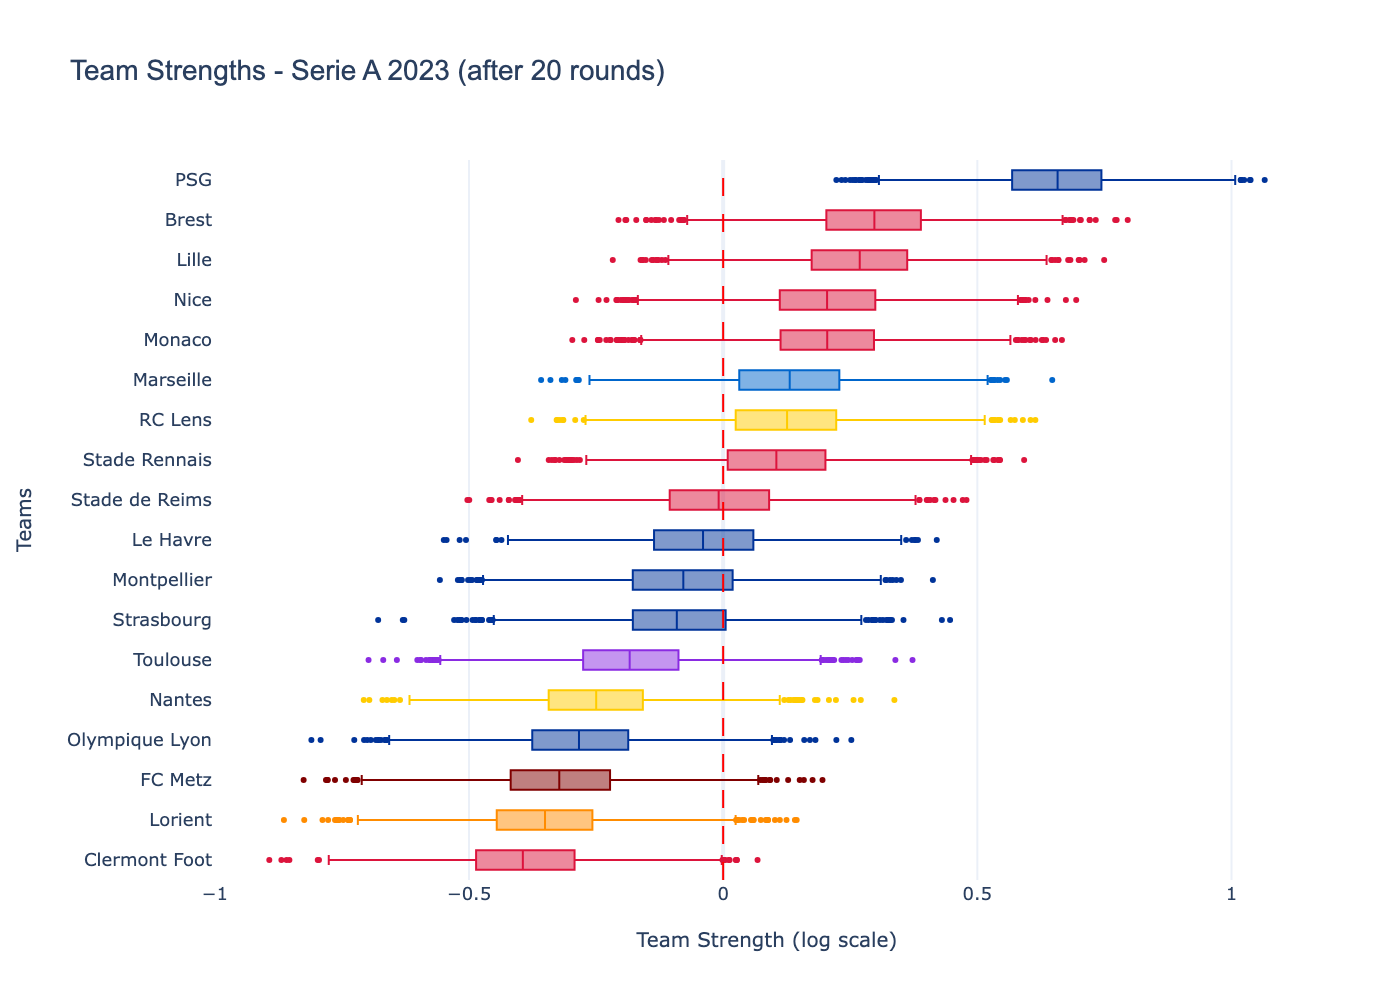 Team Strengths - Serie A 2023 (after 20 rounds)
Teams
PSG
Brest
Lille
Nice
Monaco
Marseille
RC Lens
Stade Rennais
Stade de Reims
Le Havre
Montpellier
Strasbourg
Toulouse
Nantes
Olympique Lyon
FC Metz
Lorient
Clermont Foot
−1 −0.5 0 0.5 1
Team Strength (log scale)